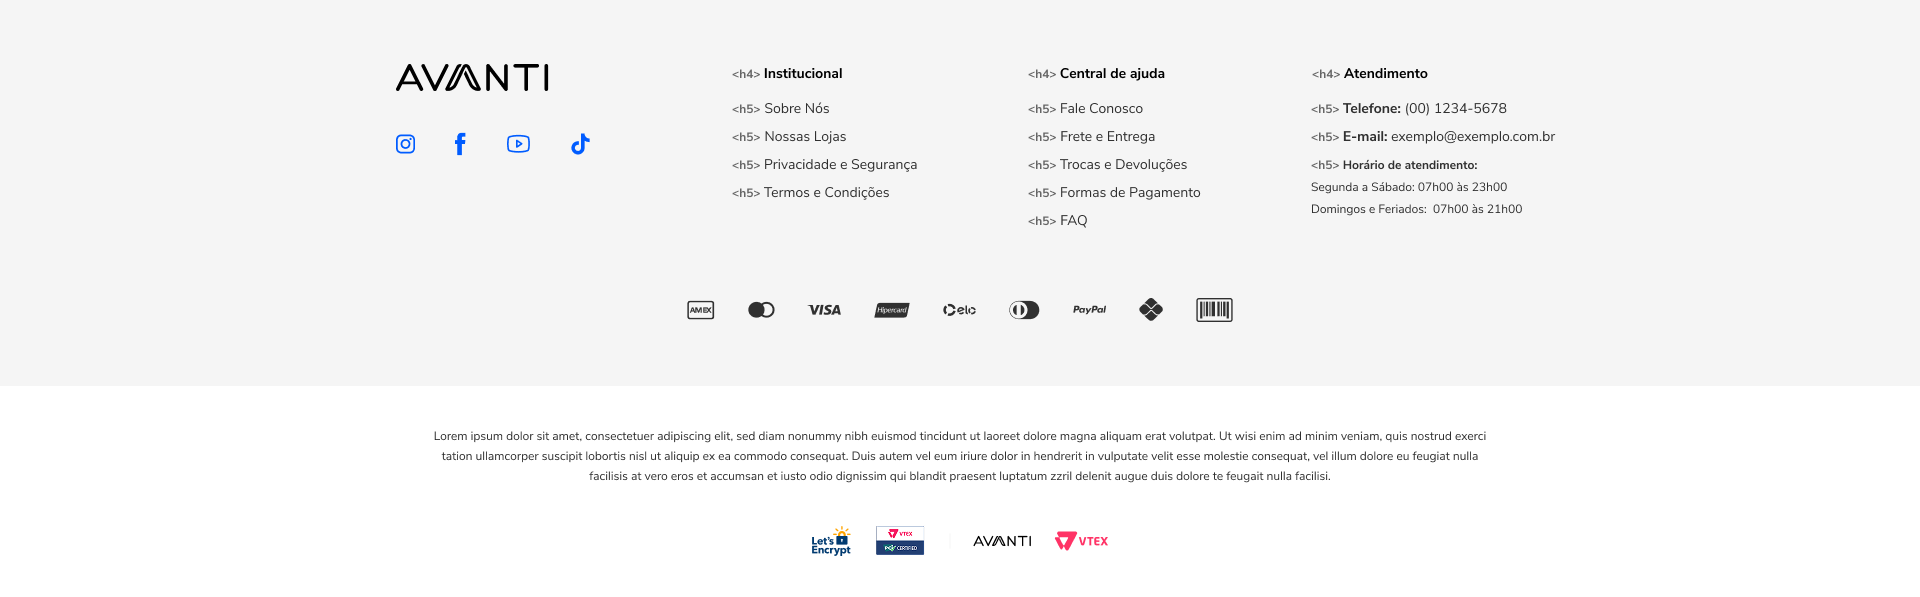 AVANTI
<h4> Institucional
<h5> Sobre Nós
<h5> Nossas Lojas
<h5> Privacidade e Segurança
<h5> Termos e Condições
<h4> Central de ajuda
<h5> Fale Conosco
<h5> Frete e Entrega
<h5> Trocas e Devoluções
<h5> Formas de Pagamento
<h5> FAQ
<h4> Atendimento
<h5> Telefone: (00) 1234-5678
<h5> E-mail: exemplo@exemplo.com.br
<h5> Horário de atendimento:
Segunda a Sábado: 07h00 às 23h00
Domingos e Feriados:  07h00 às 21h00
AMEX
VISA
Hipercard
elo
PayPal
Lorem ipsum dolor sit amet, consectetuer adipiscing elit, sed diam nonummy nibh euismod tincidunt ut laoreet dolore magna aliquam erat volutpat. Ut wisi enim ad minim veniam, quis nostrud exerci
tation ullamcorper suscipit lobortis nisl ut aliquip ex ea commodo consequat. Duis autem vel eum iriure dolor in hendrerit in vulputate velit esse molestie consequat, vel illum dolore eu feugiat nulla
facilisis at vero eros et accumsan et iusto odio dignissim qui blandit praesent luptatum zzril delenit augue duis dolore te feugait nulla facilisi.
Let's
Encrypt
VTEX
PCI CERTIFIED
AVANTI
VTEX